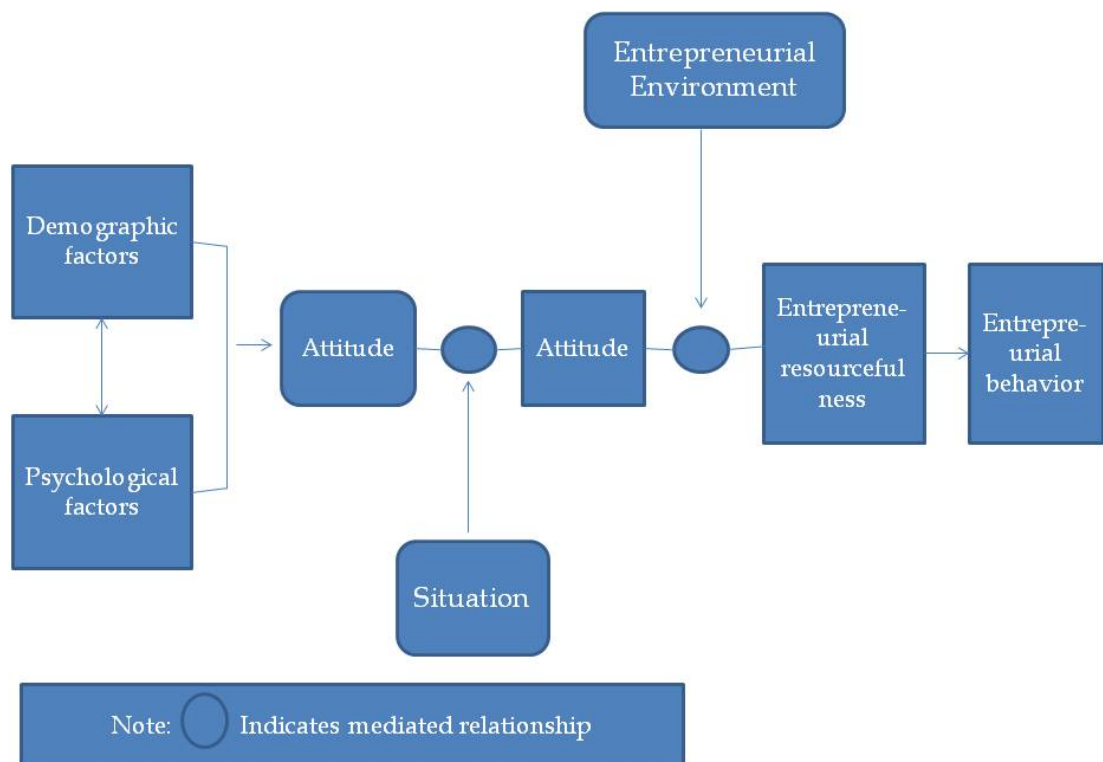 Entrepreneurial
Environment
Demographic
factors
Psychological
factors
Attitude
Situation
Attitude
Entreprene-
urial
resourceful
ness
Entrepre-
urial
behavior
Note: Indicates mediated relationship